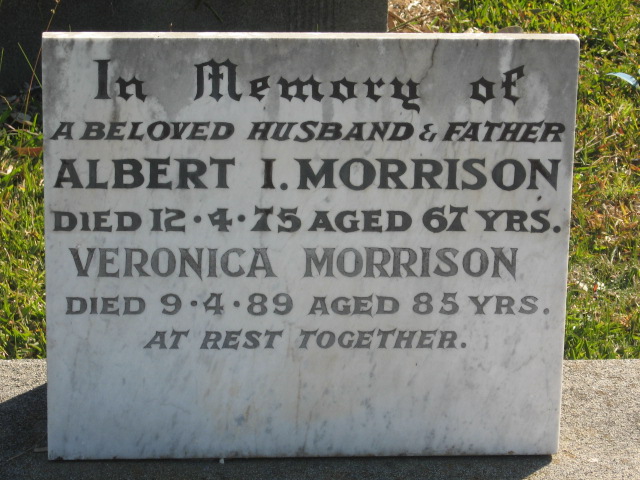 In Memory of
A BELOVED HUSBAND & FATHER
ALBERT I. MORRISON
DIED 12·4·75 AGED 67 YRS.
VERONICA MORRISON
DIED 9·4·89 AGED 85 YRS.
AT REST TOGETHER.